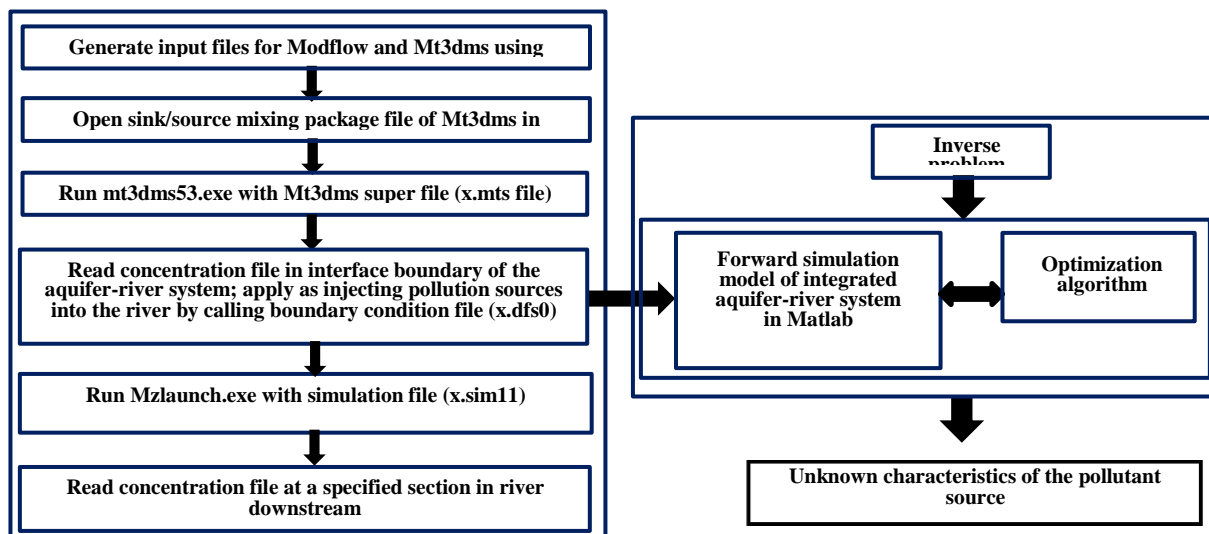 Generate input files for Modflow and Mt3dms using
Open sink/source mixing package file of Mt3dms in
Run mt3dms53.exe with Mt3dms super file (x.mts file)
Read concentration file in interface boundary of the
aquifer-river system; apply as injecting pollution sources
into the river by calling boundary condition file (x.dfs0)
Run Mzlaunch.exe with simulation file (x.sim11)
Read concentration file at a specified section in river
downstream
Inverse
problem
Forward simulation
model of integrated
aquifer-river system
in Matlab
Optimization
algorithm
Unknown characteristics of the pollutant
source